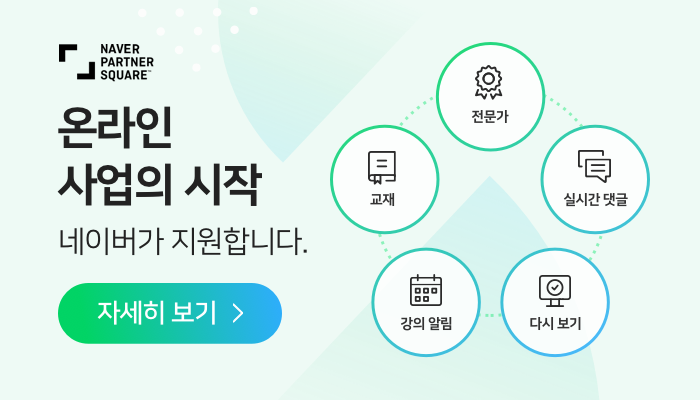 NAVER
PARTNER
SQUARE™
온라인
사업의 시작
네이버가 지원합니다.
자세히 보기
전문가
교재
실시간 댓글
강의 알림
다시 보기